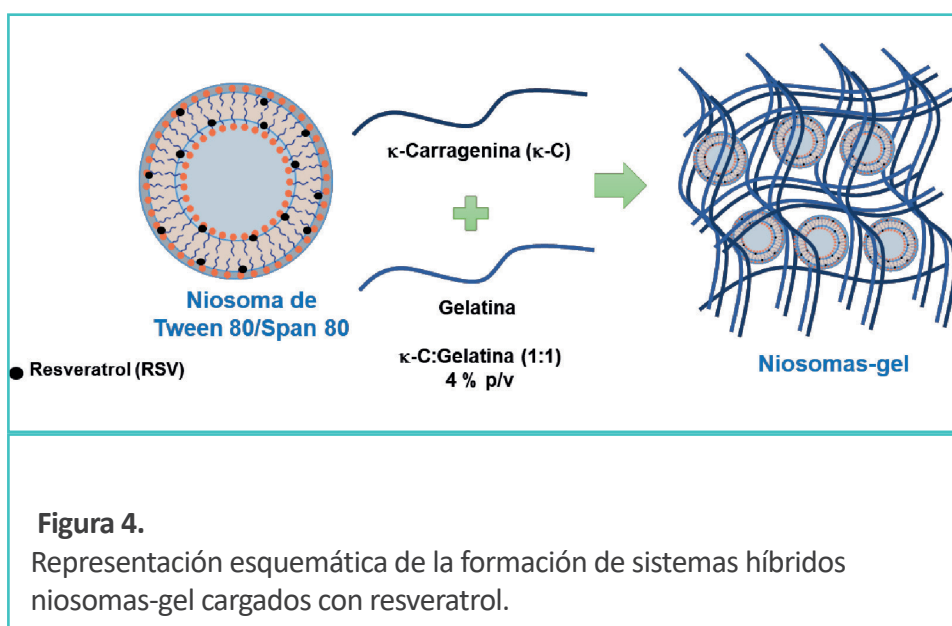 κ-Carragenina (κ-C)
Niosoma de
Tween 80/Span 80
Gelatina
κ-C:Gelatina (1:1)
4 % p/v
Resveratrol (RSV)
Niosomas-gel
Figura 4.
Representación esquemática de la formación de sistemas híbridos
niosomas-gel cargados con resveratrol.